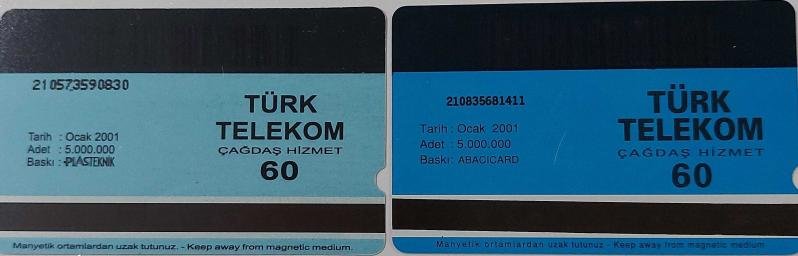 210573590830
TÜRK
TELEKOM
ÇAĞDAŞ HİZMET
60
Tarih : Ocak 2001
Adet : 5.000.000
Baskı : PLASTEKNİK
Manyetik ortamlardan uzak tutunuz. - Keep away from magnetic medium.
210835681411
TÜRK
TELEKOM
ÇAĞDAŞ HİZMET
60
Tarih : Ocak 2001
Adet : 5.000.000
Baskı : ABACICARD
Manyetik ortamlardan uzak tutunuz - Keep away from magnetic medium